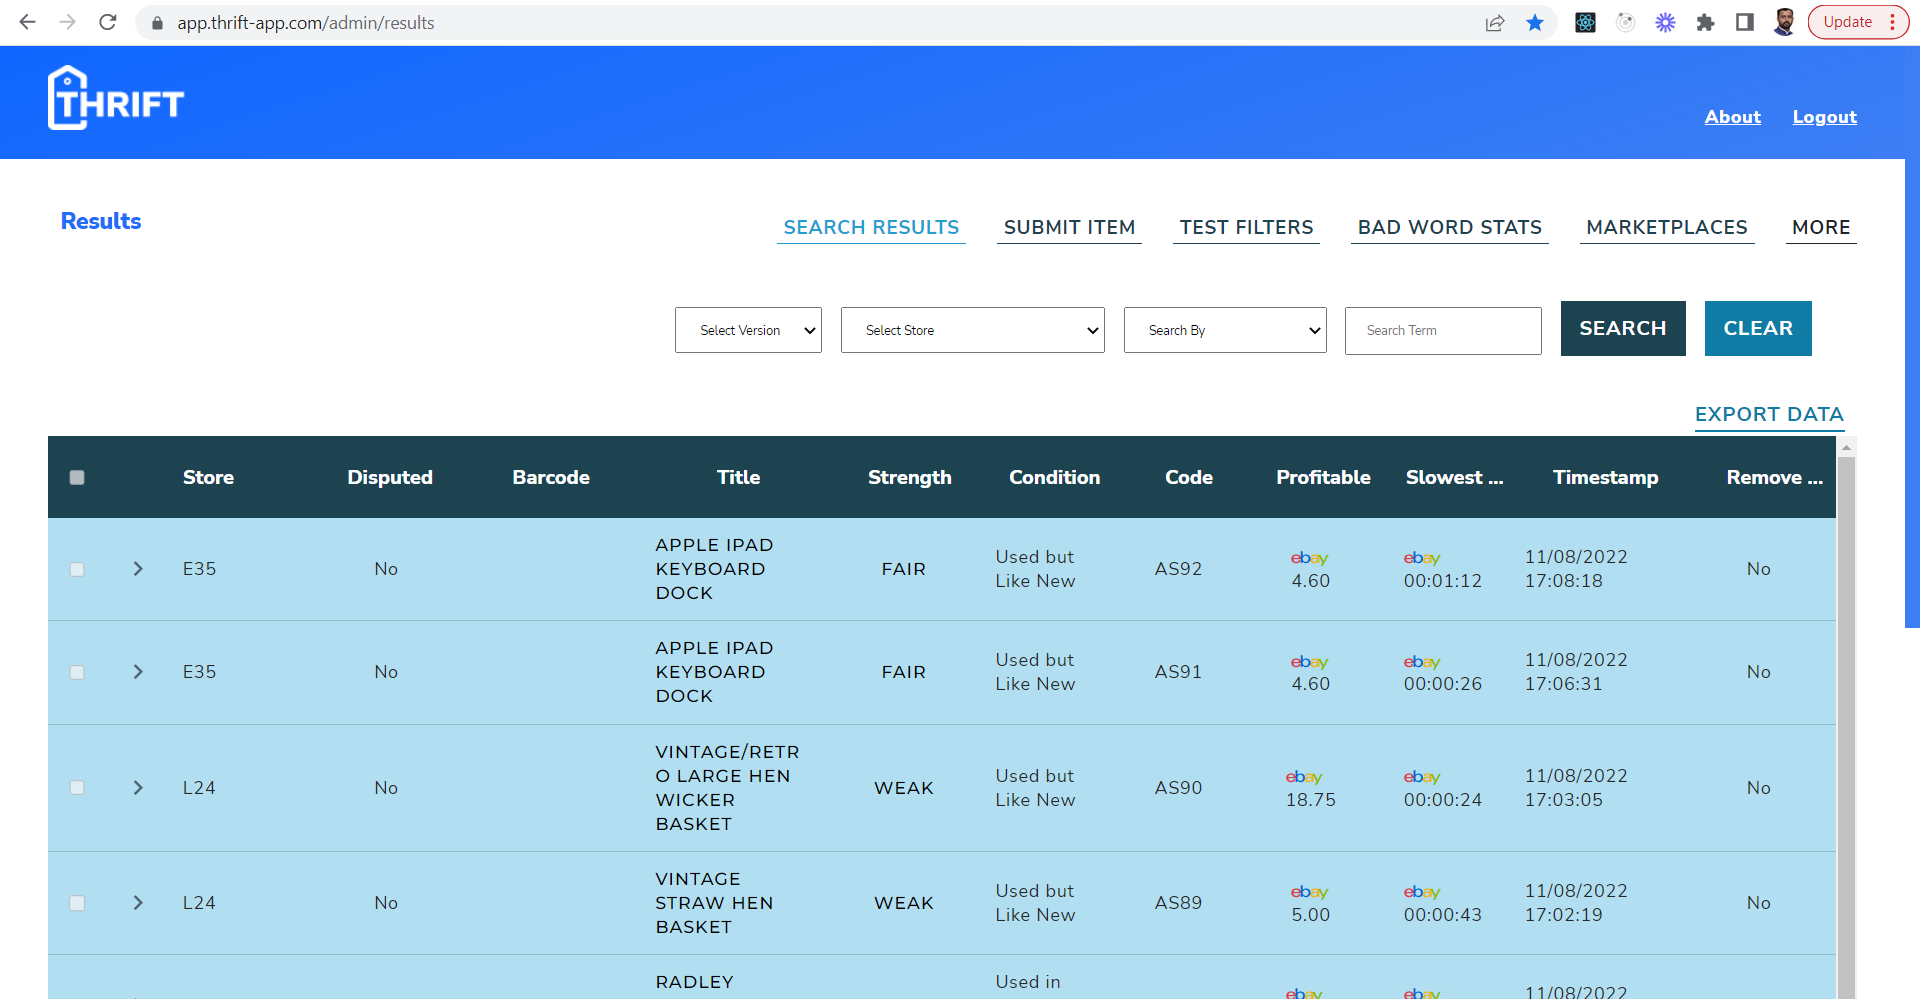 app.thrift-app.com/admin/results
Update
THRIFT
About Logout
Results
SEARCH RESULTS SUBMIT ITEM TEST FILTERS BAD WORD STATS MARKETPLACES MORE
Select Version Select Store Search By Search Term SEARCH CLEAR
EXPORT DATA
Store Disputed Barcode Title Strength Condition Code Profitable Slowest ... Timestamp Remove ...
E35 No
APPLE IPAD
KEYBOARD
DOCK
FAIR
Used but
Like New
AS92
ebay
4.60
ebay
00:01:12
11/08/2022
17:08:18
No
E35 No
APPLE IPAD
KEYBOARD
DOCK
FAIR
Used but
Like New
AS91
ebay
4.60
ebay
00:00:26
11/08/2022
17:06:31
No
L24 No
VINTAGE/RETR
O LARGE HEN
WICKER
BASKET
WEAK
Used but
Like New
AS90
ebay
18.75
ebay
00:00:24
11/08/2022
17:03:05
No
L24 No
VINTAGE
STRAW HEN
BASKET
WEAK
Used but
Like New
AS89
ebay
5.00
ebay
00:00:43
11/08/2022
17:02:19
No
RADLEY
Used in
ebay
ebay
11/08/2022